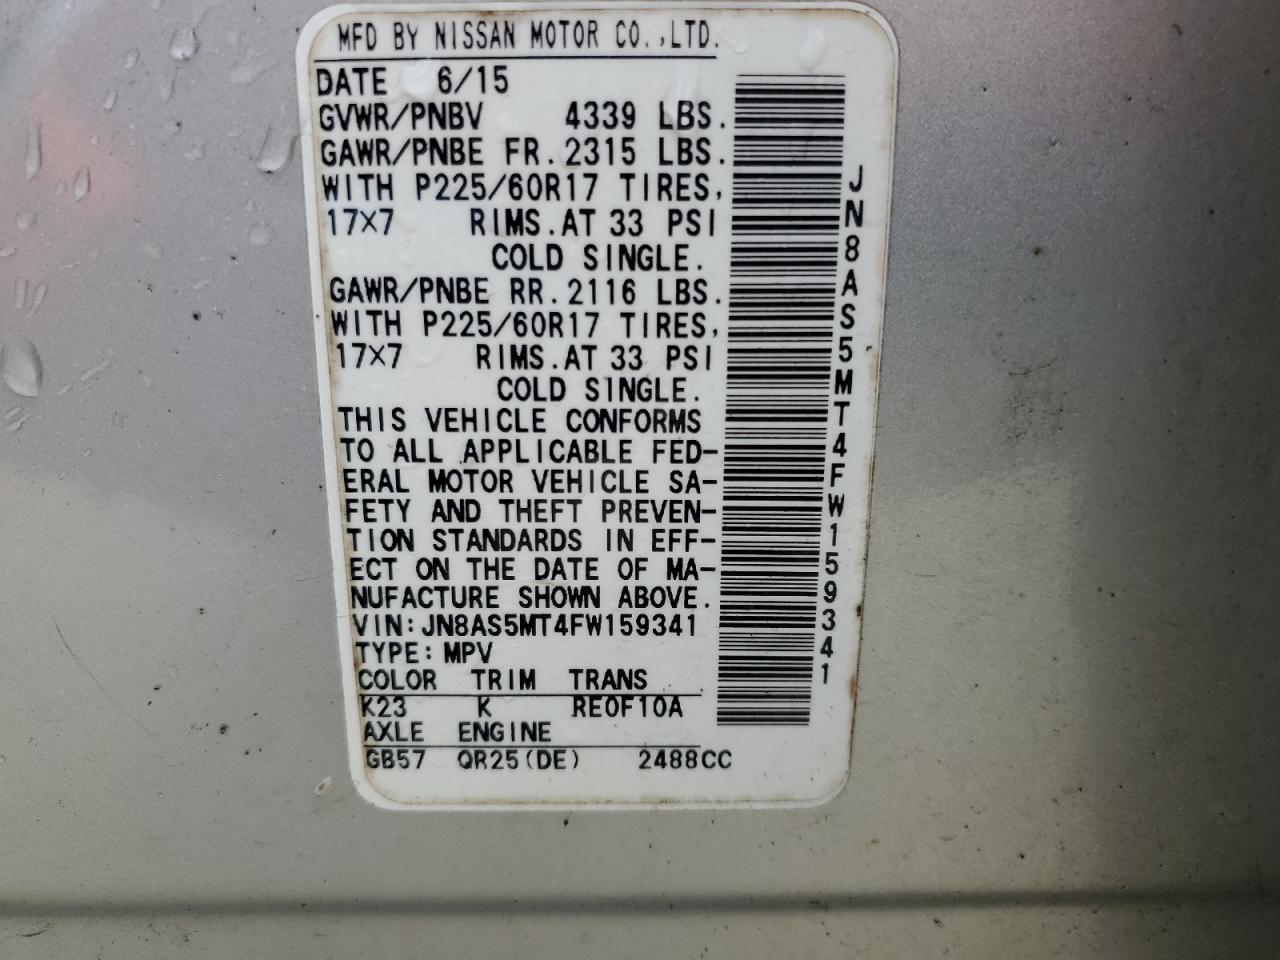 MFD BY NISSAN MOTOR CO.,LTD.
DATE 6/15
GVWR/PNBV 4339 LBS.
GAWR/PNBE FR. 2315 LBS.
WITH P225/60R17 TIRES,
17×7 RIMS. AT 33 PSI
COLD SINGLE.
GAWR/PNBE RR. 2116 LBS.
WITH P225/60R17 TIRES,
17×7 RIMS. AT 33 PSI
COLD SINGLE.
THIS VEHICLE CONFORMS
TO ALL APPLICABLE FED-
ERAL MOTOR VEHICLE SA-
FETY AND THEFT PREVEN-
TION STANDARDS IN EFF-
ECT ON THE DATE OF MA-
NUFACTURE SHOWN ABOVE.
VIN: JN8AS5MT4FW159341
TYPE: MPV
COLOR TRIM TRANS
K23 K RE0F10A
AXLE ENGINE
GB57 QR25(DE) 2488CC
JN8AS5MT4FW159341